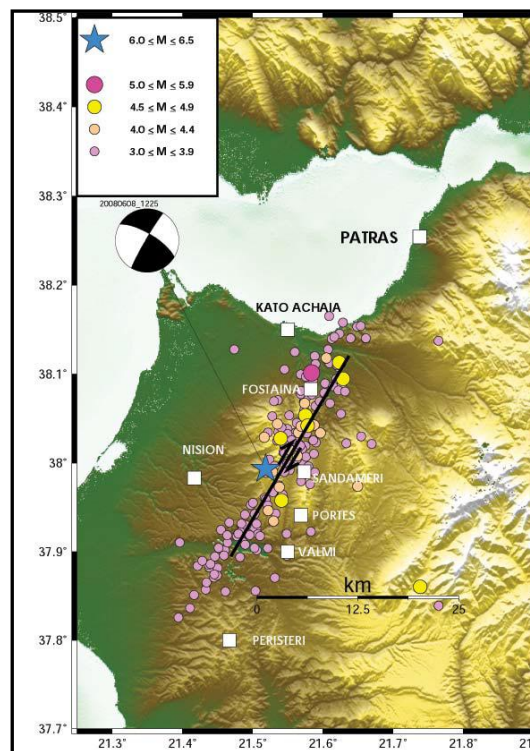 38.5°
6.0 ≤ M ≤ 6.5
5.0 ≤ M ≤ 5.9
4.5 ≤ M ≤ 4.9
4.0 ≤ M ≤ 4.4
3.0 ≤ M ≤ 3.9
38.4°
38.3°
20080608_1225
PATRAS
38.2°
KATO ACHAIA
38.1°
FOSTAINA
NISION
38°
SANDAMERI
PORTES
37.9°
VALMI
km
0 12.5 25
37.8°
PERISTERI
37.7°
21.3° 21.4° 21.5° 21.6° 21.7° 21.8°